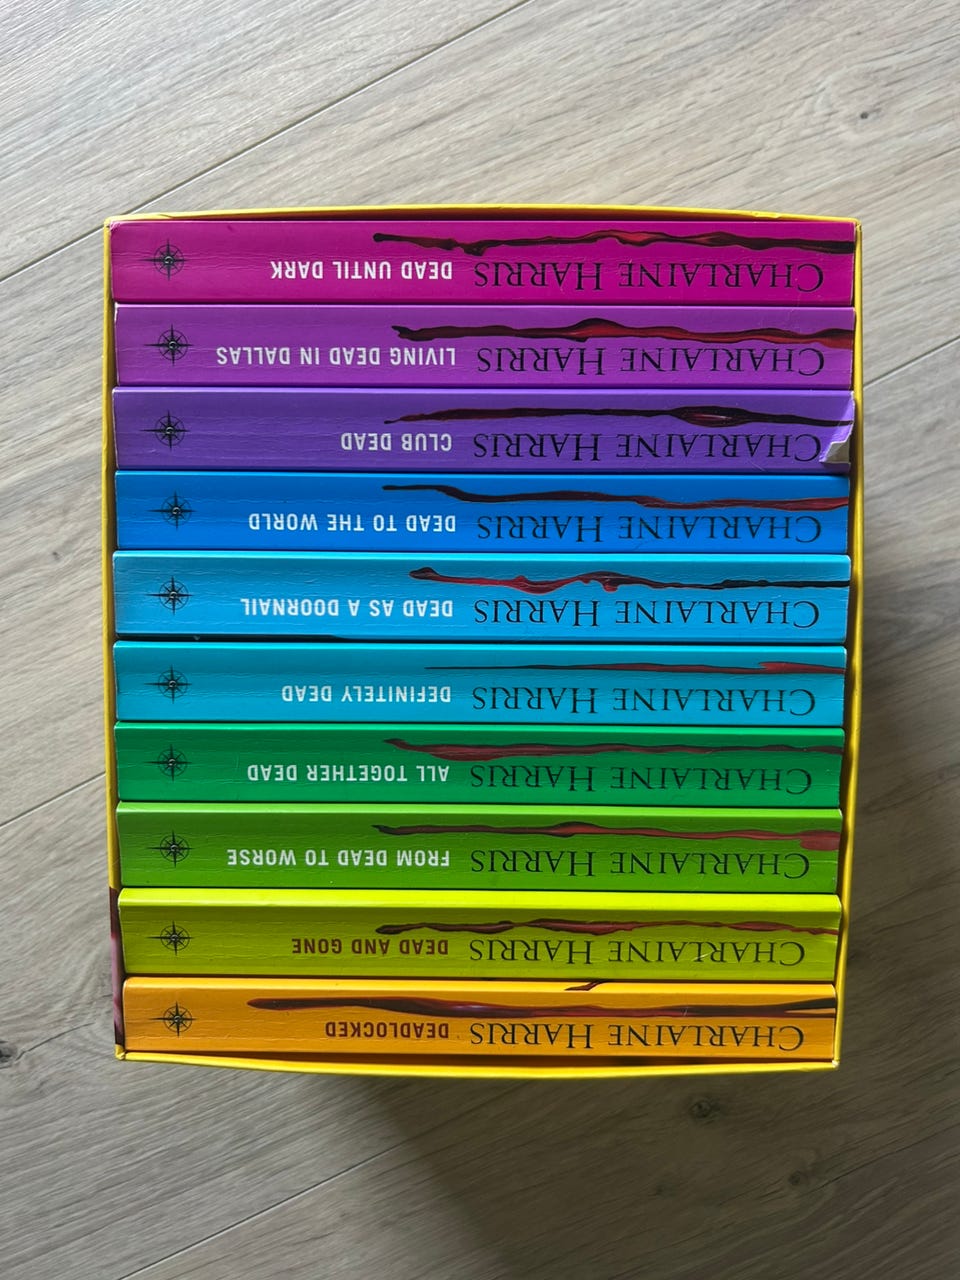 CHARLAINE HARRIS DEAD UNTIL DARK
CHARLAINE HARRIS LIVING DEAD IN DALLAS
CHARLAINE HARRIS CLUB DEAD
CHARLAINE HARRIS DEAD TO THE WORLD
CHARLAINE HARRIS DEAD AS A DOORNAIL
CHARLAINE HARRIS DEFINITELY DEAD
CHARLAINE HARRIS ALL TOGETHER DEAD
CHARLAINE HARRIS FROM DEAD TO WORSE
CHARLAINE HARRIS DEAD AND GONE
CHARLAINE HARRIS DEADLOCKED